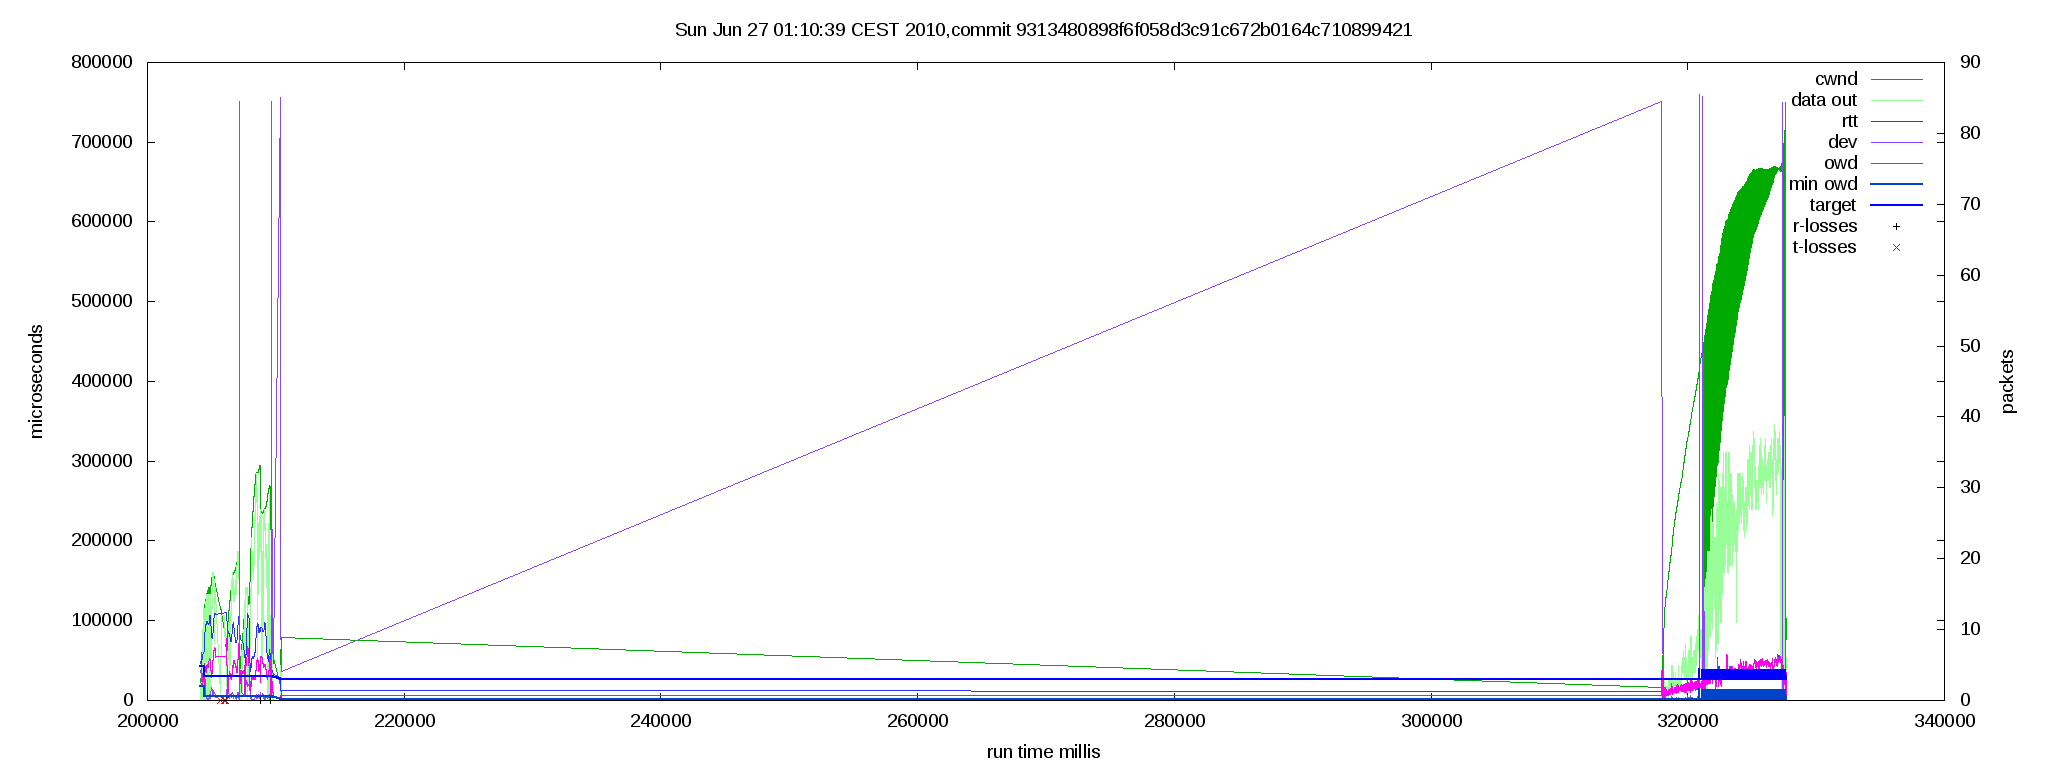 Sun Jun 27 01:10:39 CEST 2010,commit 9313480898f6f058d3c91c672b0164c710899421
800000
700000
600000
500000
400000
300000
200000
100000
0
microseconds
90
80
70
60
50
40
30
20
10
0
packets
cwnd
data out
rtt
dev
owd
min owd
target
r-losses
t-losses
200000 220000 240000 260000 280000 300000 320000 340000
run time millis